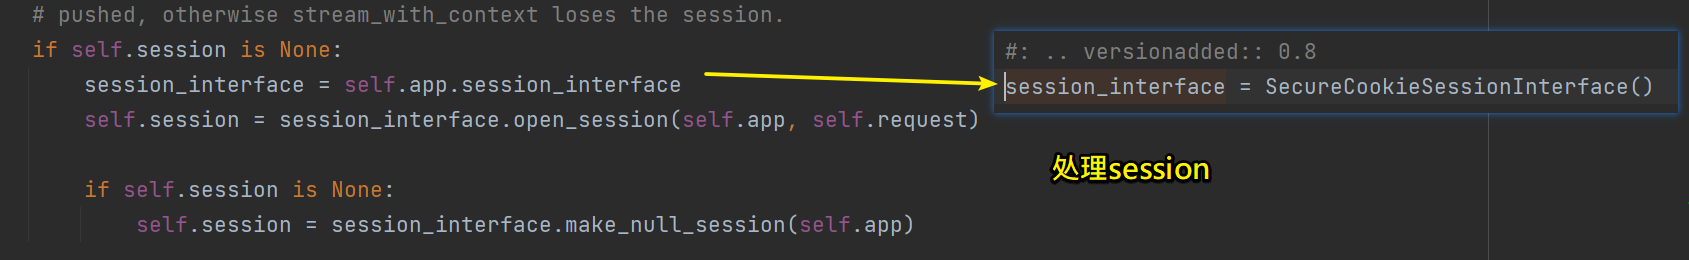 # pushed, otherwise stream_with_context loses the session.
if self.session is None:
    session_interface = self.app.session_interface
    self.session = session_interface.open_session(self.app, self.request)
    if self.session is None:
        self.session = session_interface.make_null_session(self.app)
#: .. versionadded:: 0.8
session_interface = SecureCookieSessionInterface()
处理session